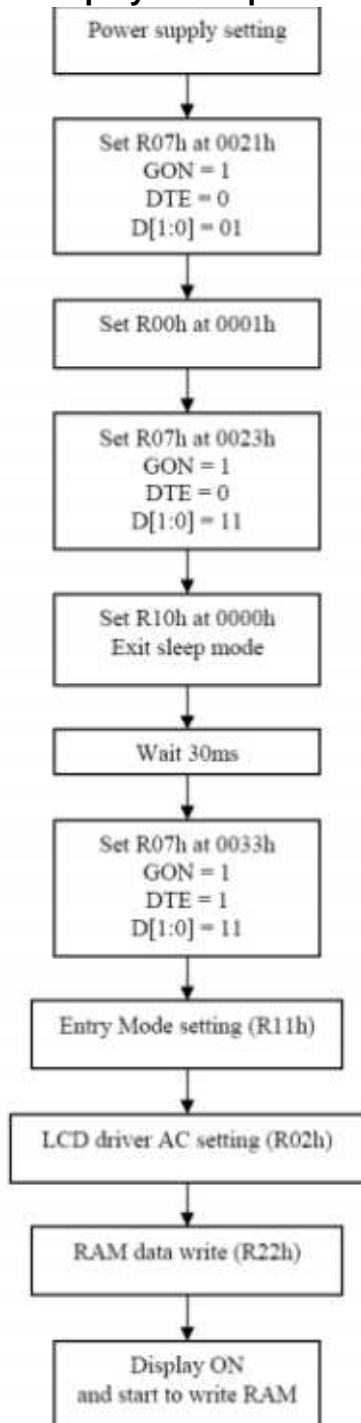 Power supply setting
Set R07h at 0021h
GON = 1
DTE = 0
D[1:0] = 01
Set R00h at 0001h
Set R07h at 0023h
GON = 1
DTE = 0
D[1:0] = 11
Set R10h at 0000h
Exit sleep mode
Wait 30ms
Set R07h at 0033h
GON = 1
DTE = 1
D[1:0] = 11
Entry Mode setting (R11h)
LCD driver AC setting (R02h)
RAM data write (R22h)
Display ON
and start to write RAM